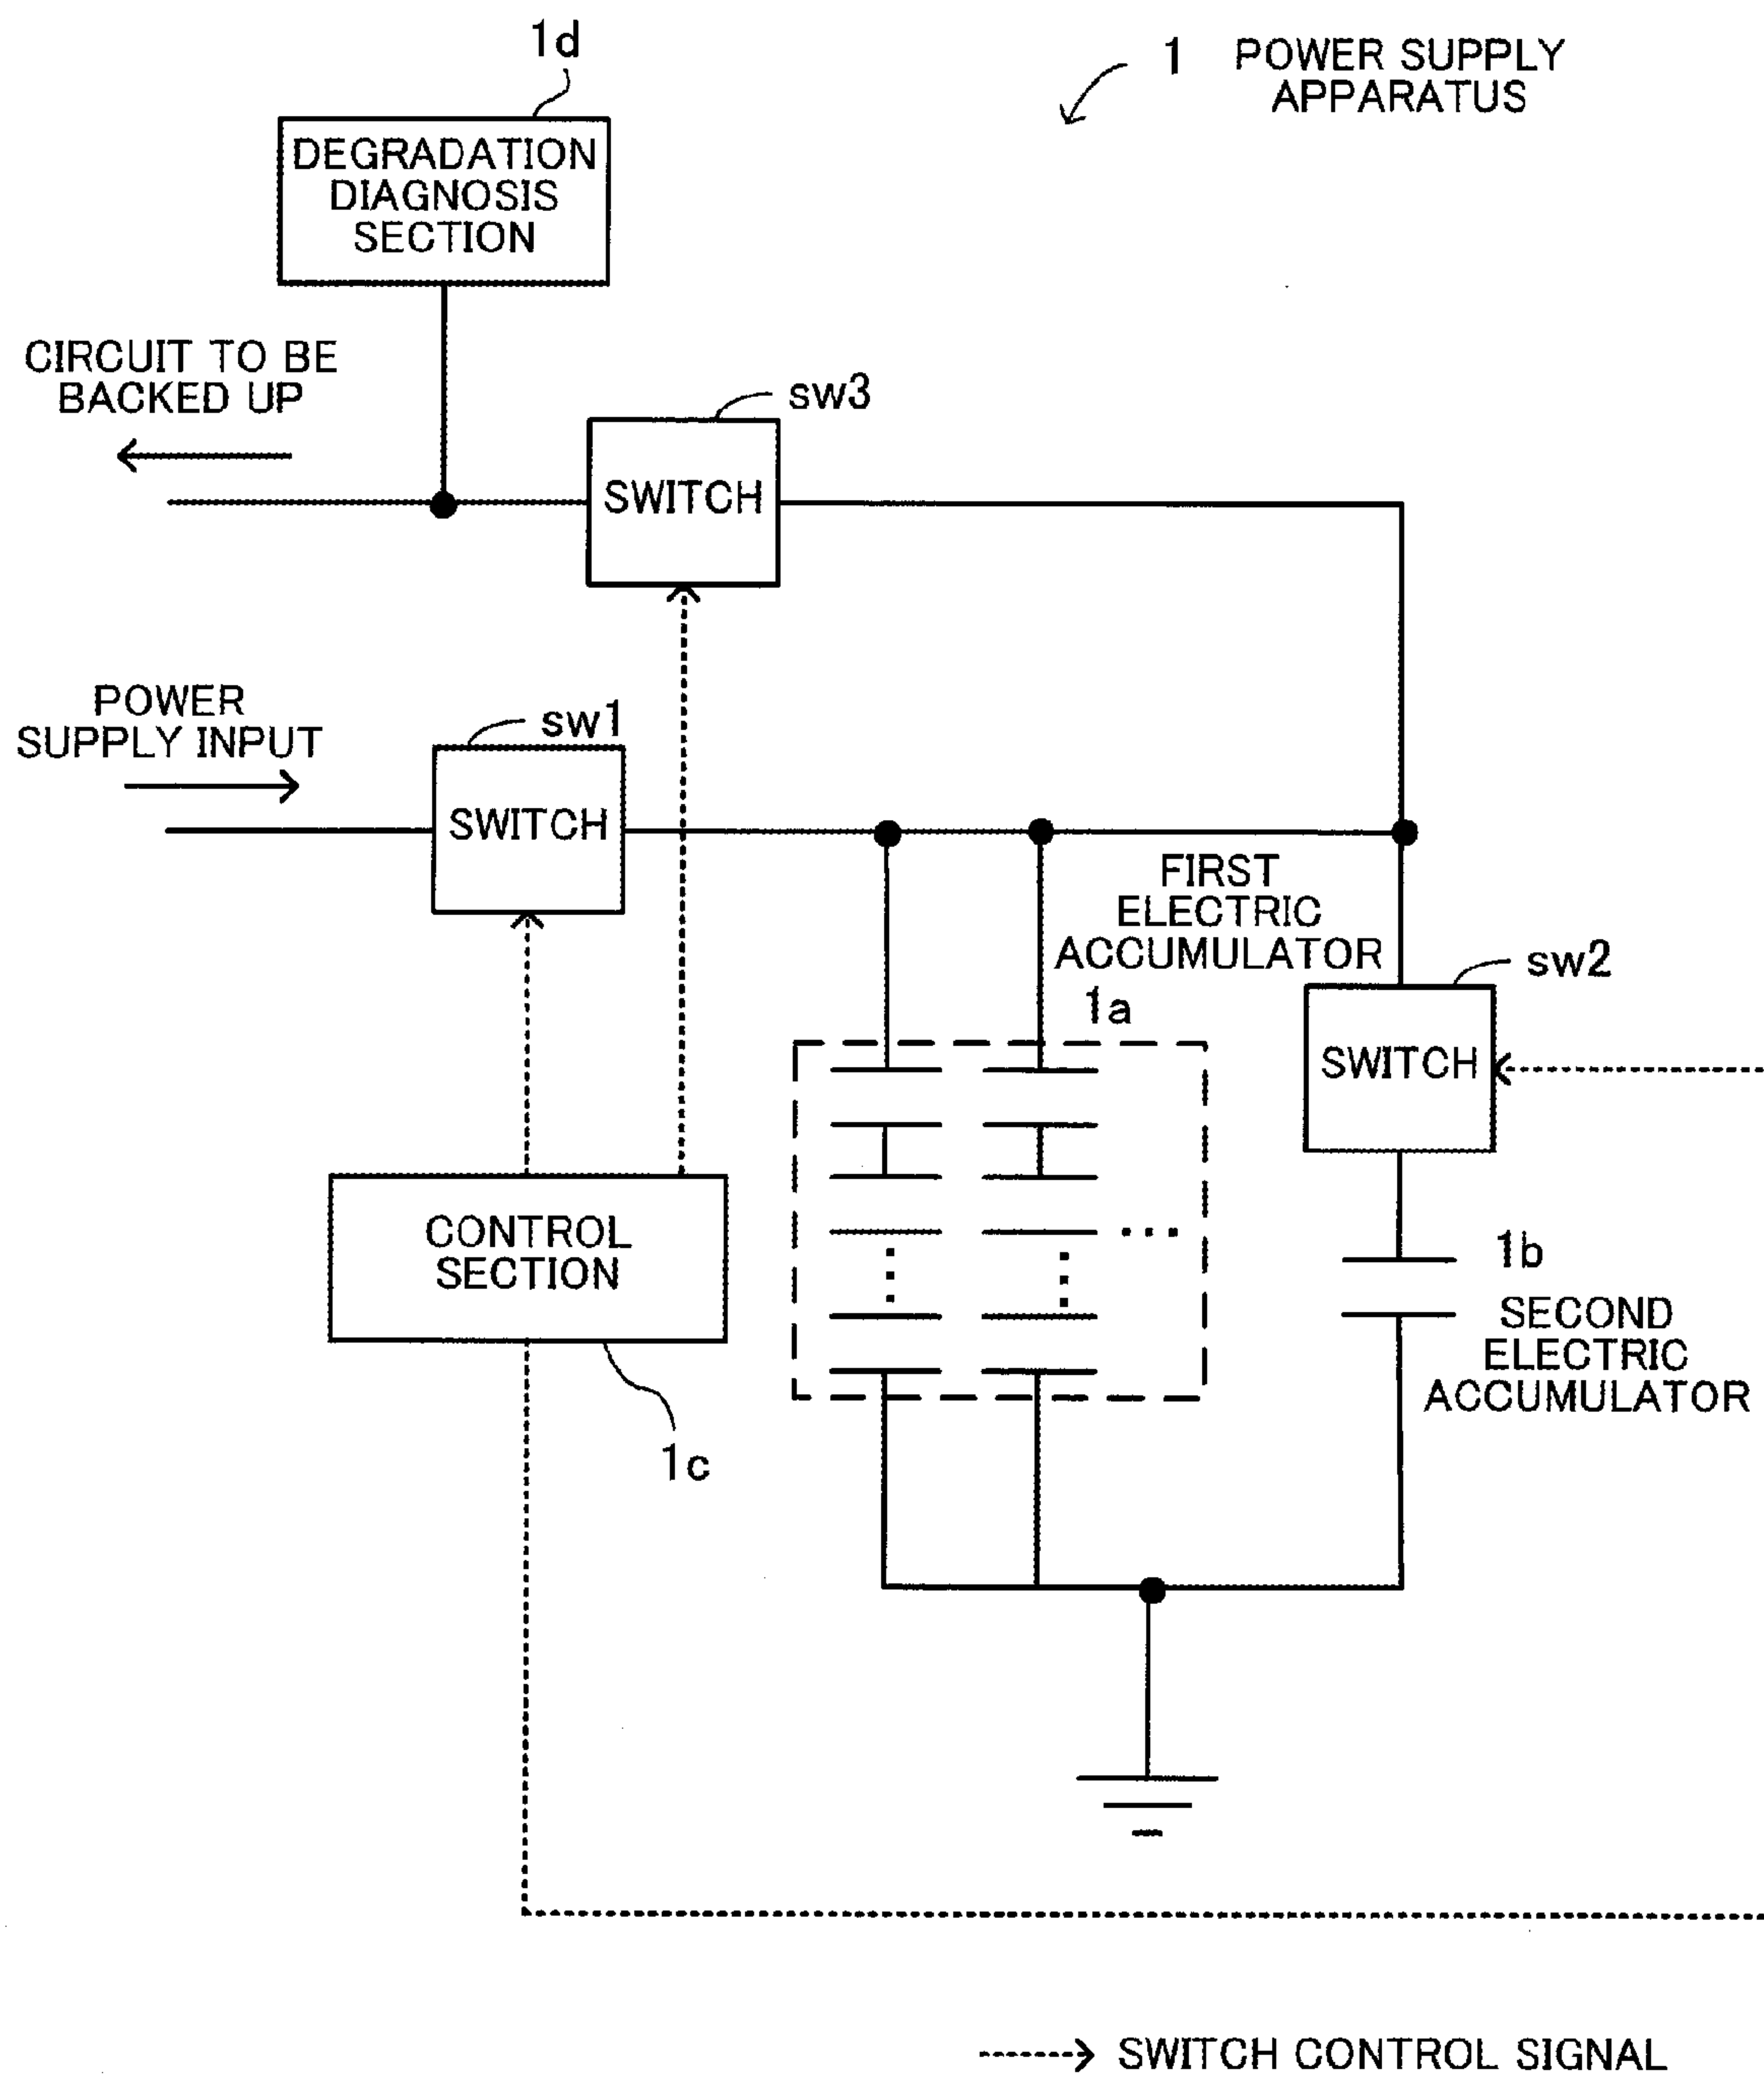 1d
1 POWER SUPPLY
APPARATUS
DEGRADATION
DIAGNOSIS
SECTION
CIRCUIT TO BE
BACKED UP
sw3
SWITCH
POWER
SUPPLY INPUT
sw1
SWITCH
FIRST
ELECTRIC
ACCUMULATOR
1a
sw2
SWITCH
CONTROL
SECTION
1c
1b
SECOND
ELECTRIC
ACCUMULATOR
SWITCH CONTROL SIGNAL